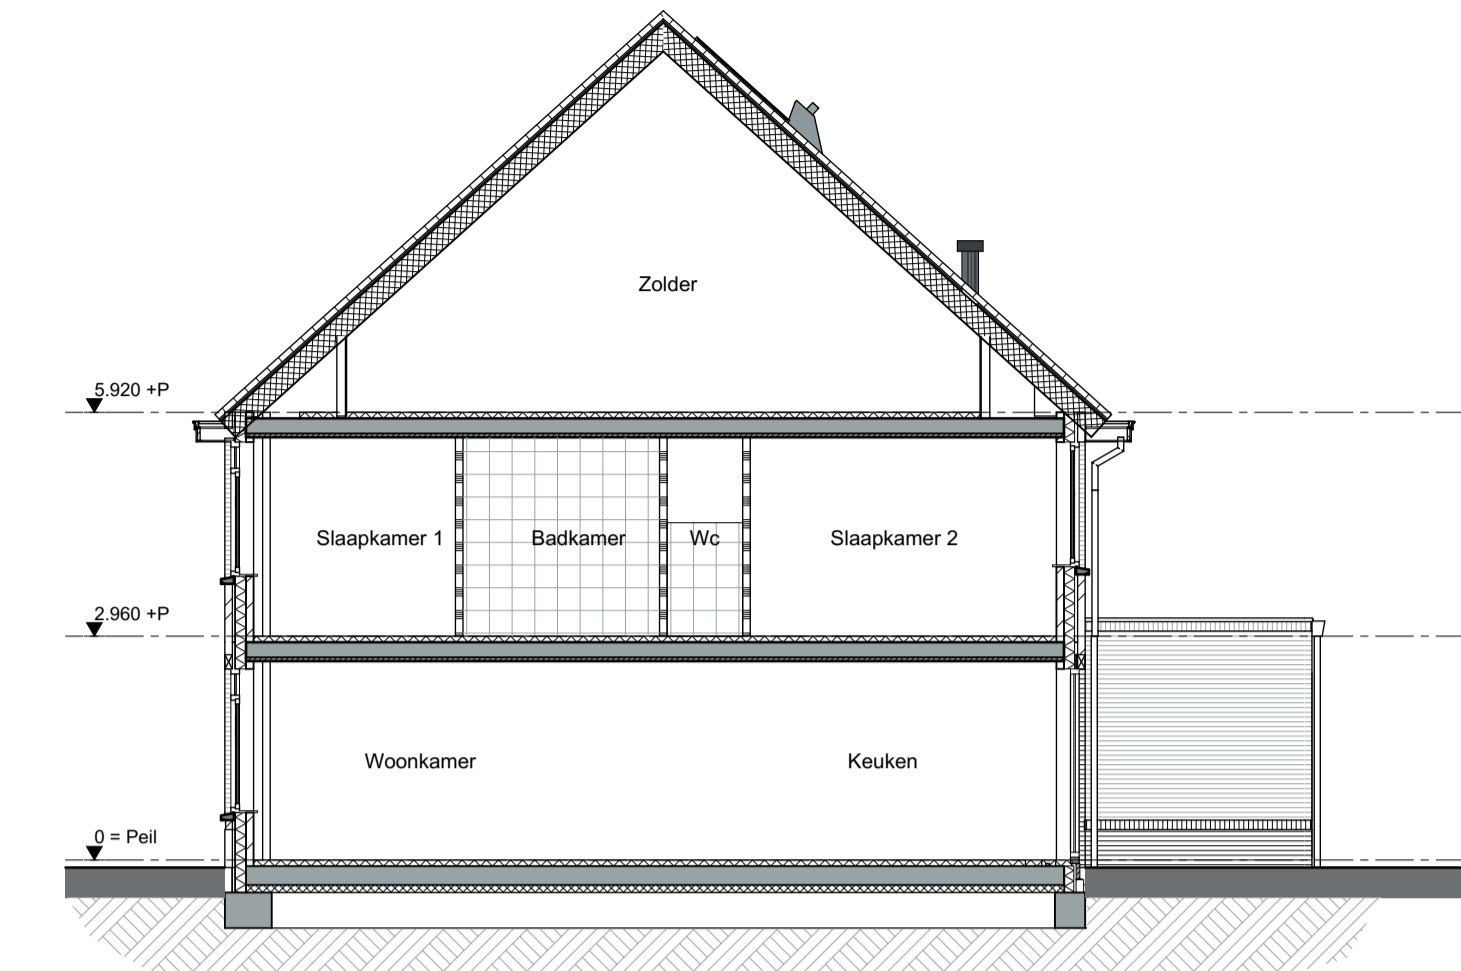 Zolder
5.920 +P
Slaapkamer 1
Badkamer
Wc
Slaapkamer 2
2.960 +P
Woonkamer
Keuken
0 = Peil